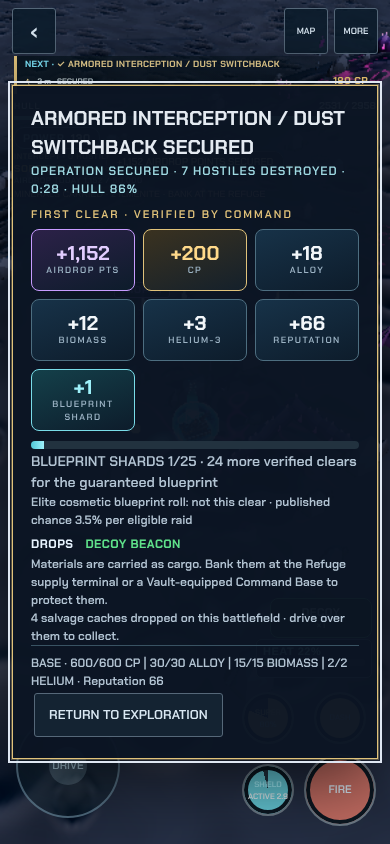 ‹
MAP
MORE
NEXT · ✓ ARMORED INTERCEPTION / DUST SWITCHBACK
SECURED
180 CP
ARMORED INTERCEPTION / DUST
SWITCHBACK SECURED
OPERATION SECURED · 7 HOSTILES DESTROYED ·
0:28 · HULL 86%
FIRST CLEAR · VERIFIED BY COMMAND
+1,152
AIRDROP PTS
+200
CP
+18
ALLOY
+12
BIOMASS
+3
HELIUM-3
+66
REPUTATION
+1
BLUEPRINT
SHARD
BLUEPRINT SHARDS 1/25 · 24 more verified clears
for the guaranteed blueprint
Elite cosmetic blueprint roll: not this clear · published
chance 3.5% per eligible raid
DROPS DECOY BEACON
Materials are carried as cargo. Bank them at the Refuge
supply terminal or a Vault-equipped Command Base to
protect them.
4 salvage caches dropped on this battlefield · drive over
them to collect.
BASE · 600/600 CP | 30/30 ALLOY | 15/15 BIOMASS | 2/2
HELIUM · Reputation 66
RETURN TO EXPLORATION
DRIVE
SHIELD
ACTIVE 2.9
FIRE